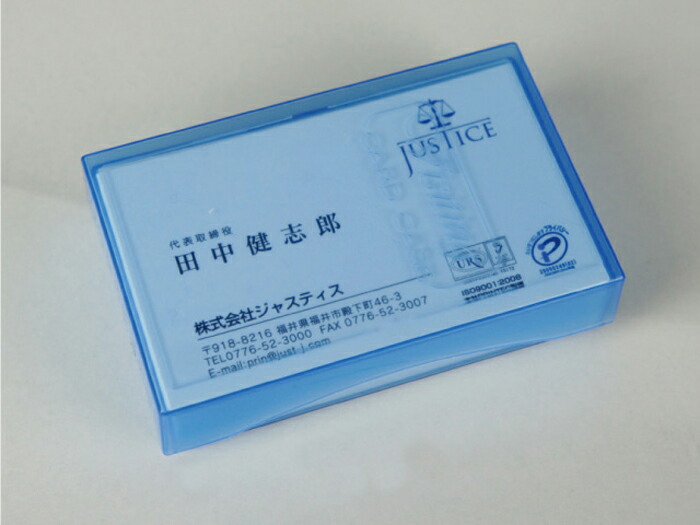 JUSTICE
代表取締役
田中健志郎
URS
ISO9001:2008
株式会社ジャスティス
〒918-8216 福井県福井市殿下町46-3
TEL0776-52-3000 FAX 0776-52-3007
E-mail:prin@just-j.com